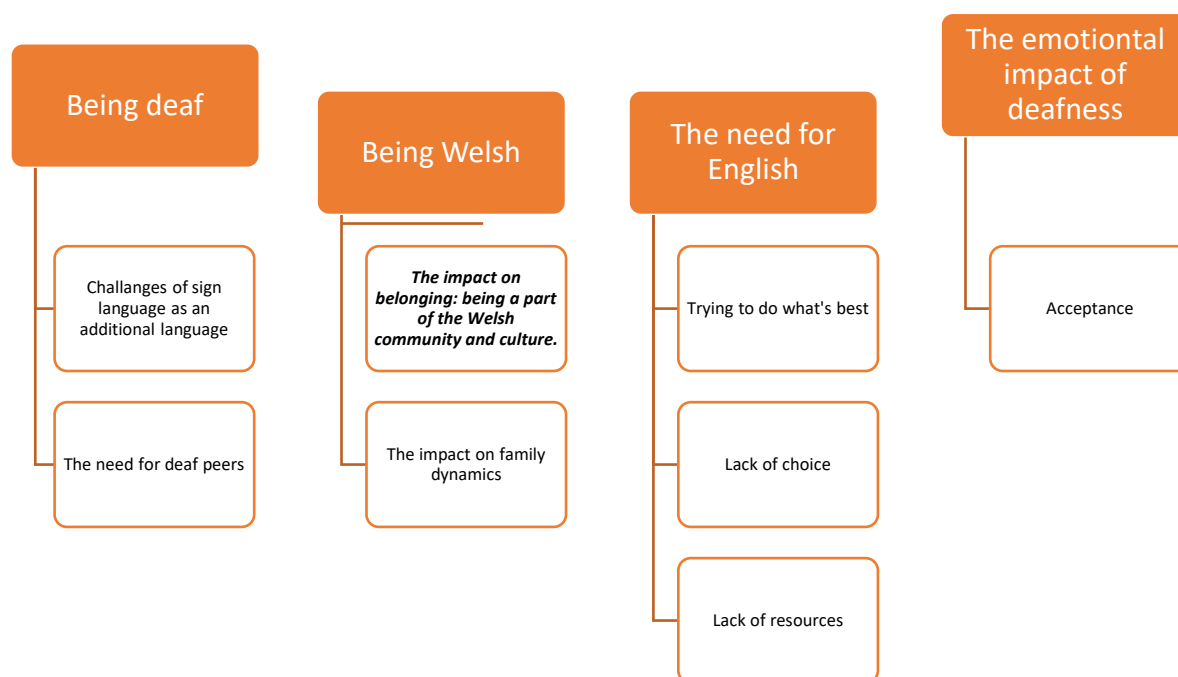 Being deaf
Challanges of sign
language as an
additional language
The need for deaf peers
Being Welsh
The impact on
belonging: being a part
of the Welsh
community and culture.
The impact on family
dynamics
The need for
English
Trying to do what's best
Lack of choice
Lack of resources
The emotiontal
impact of
deafness
Acceptance